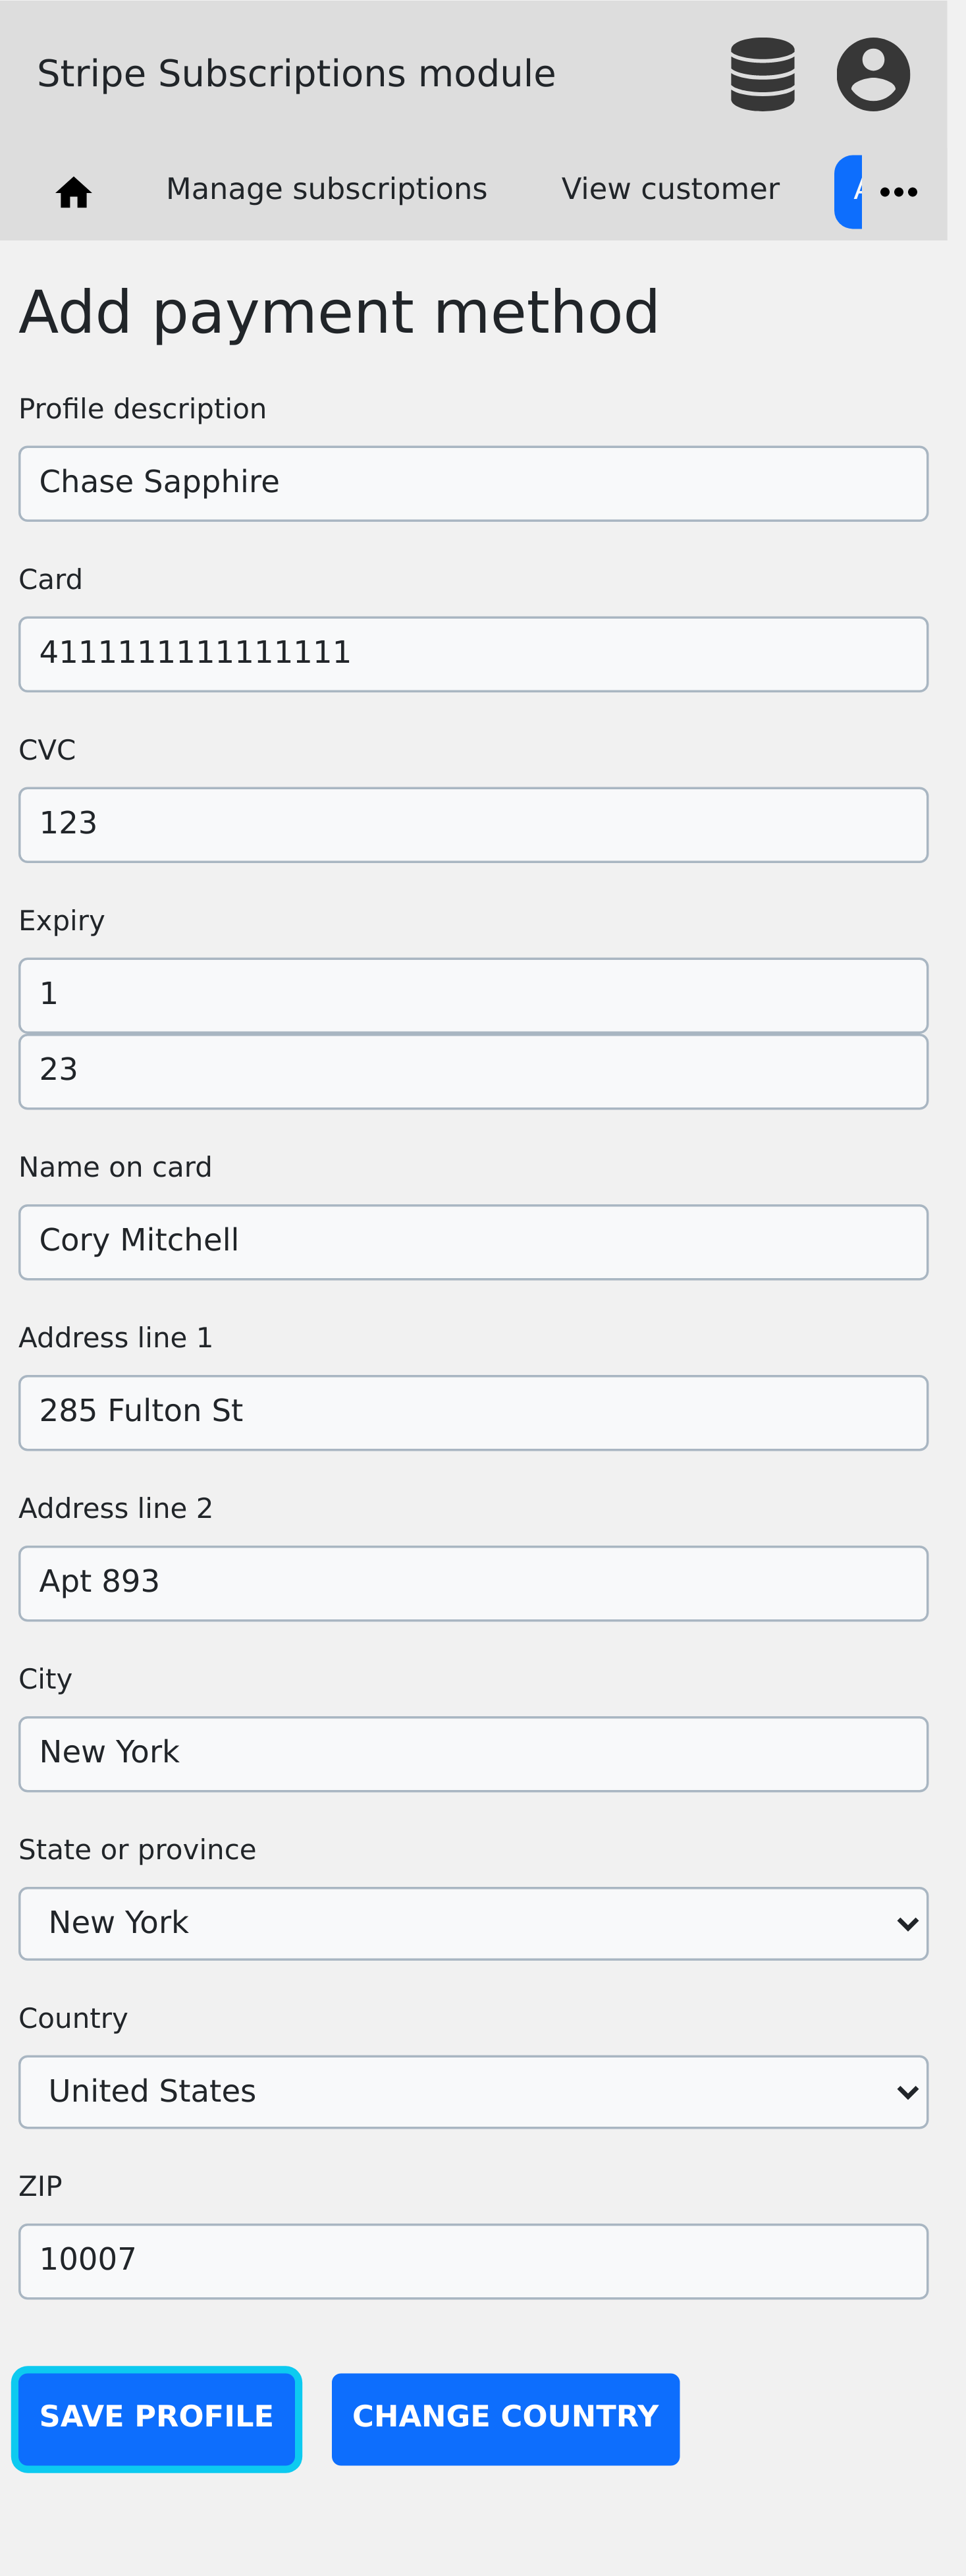 Stripe Subscriptions module
Manage subscriptions View customer
Add payment method
Profile description
Chase Sapphire
Card
4111111111111111
CVC
123
Expiry
1
23
Name on card
Cory Mitchell
Address line 1
285 Fulton St
Address line 2
Apt 893
City
New York
State or province
New York
Country
United States
ZIP
10007
SAVE PROFILE CHANGE COUNTRY